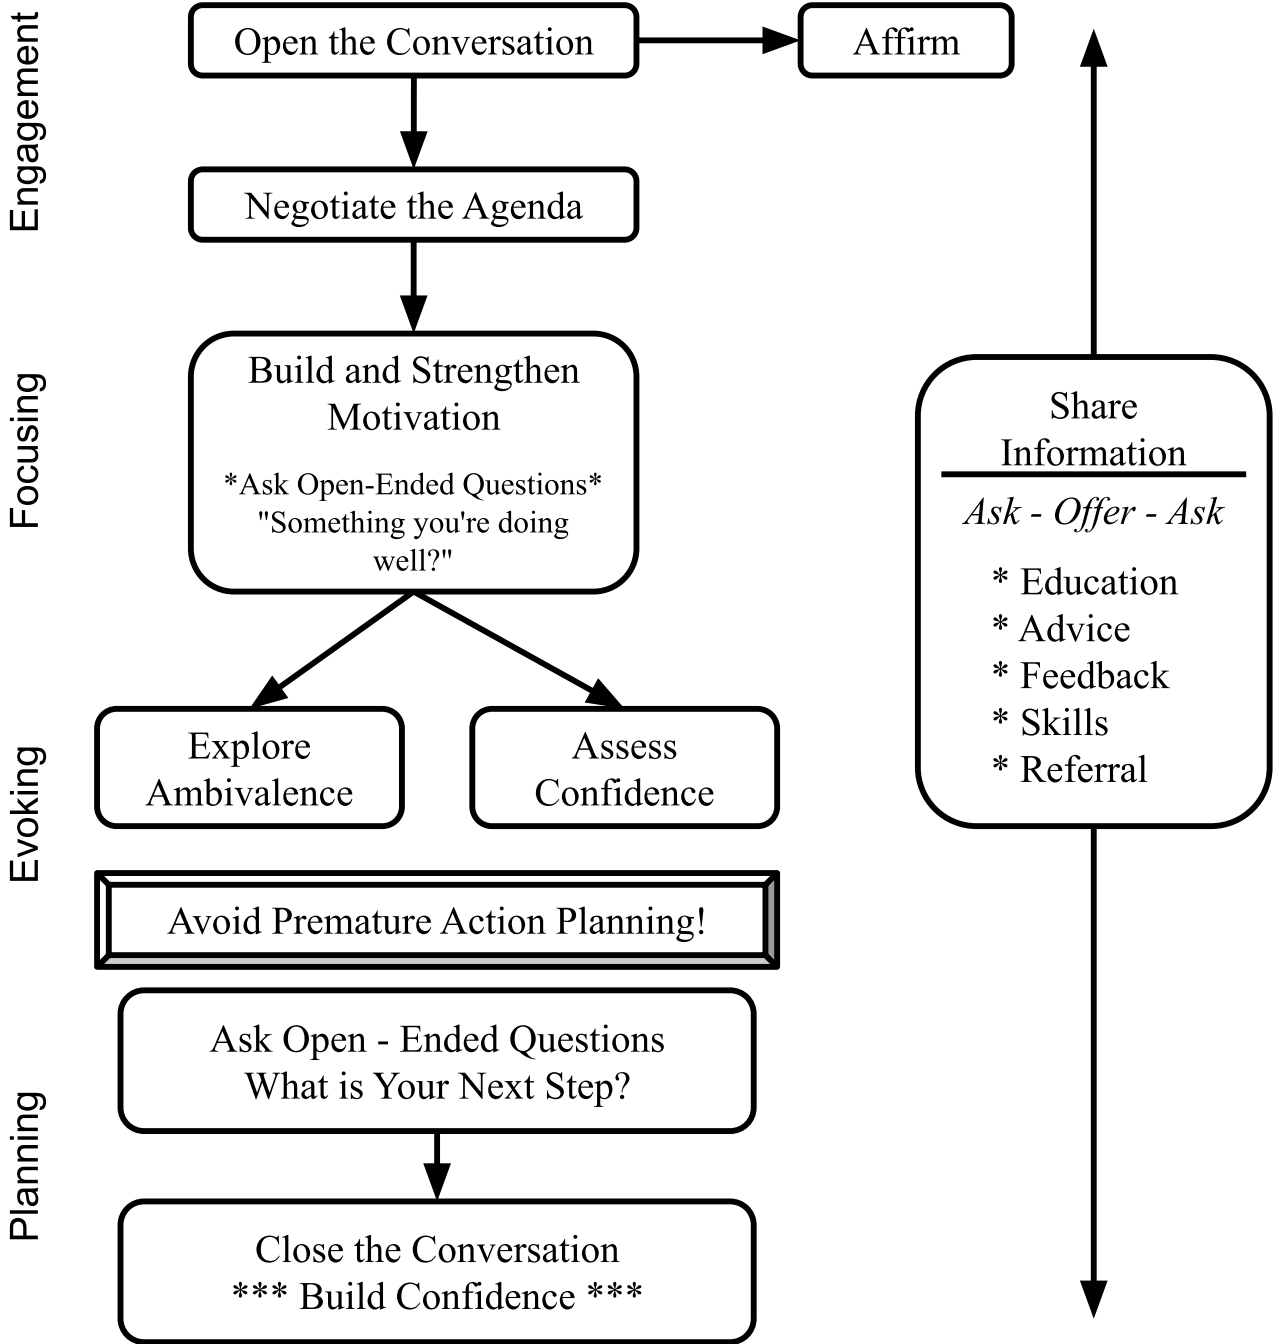 Engagement
Open the Conversation
Affirm
Negotiate the Agenda
Focusing
Build and Strengthen
Motivation
*Ask Open-Ended Questions*
"Something you're doing
well?"
Evoking
Explore
Ambivalence
Assess
Confidence
Avoid Premature Action Planning!
Planning
Ask Open - Ended Questions
What is Your Next Step?
Close the Conversation
*** Build Confidence ***
Share
Information
Ask - Offer - Ask
* Education
* Advice
* Feedback
* Skills
* Referral